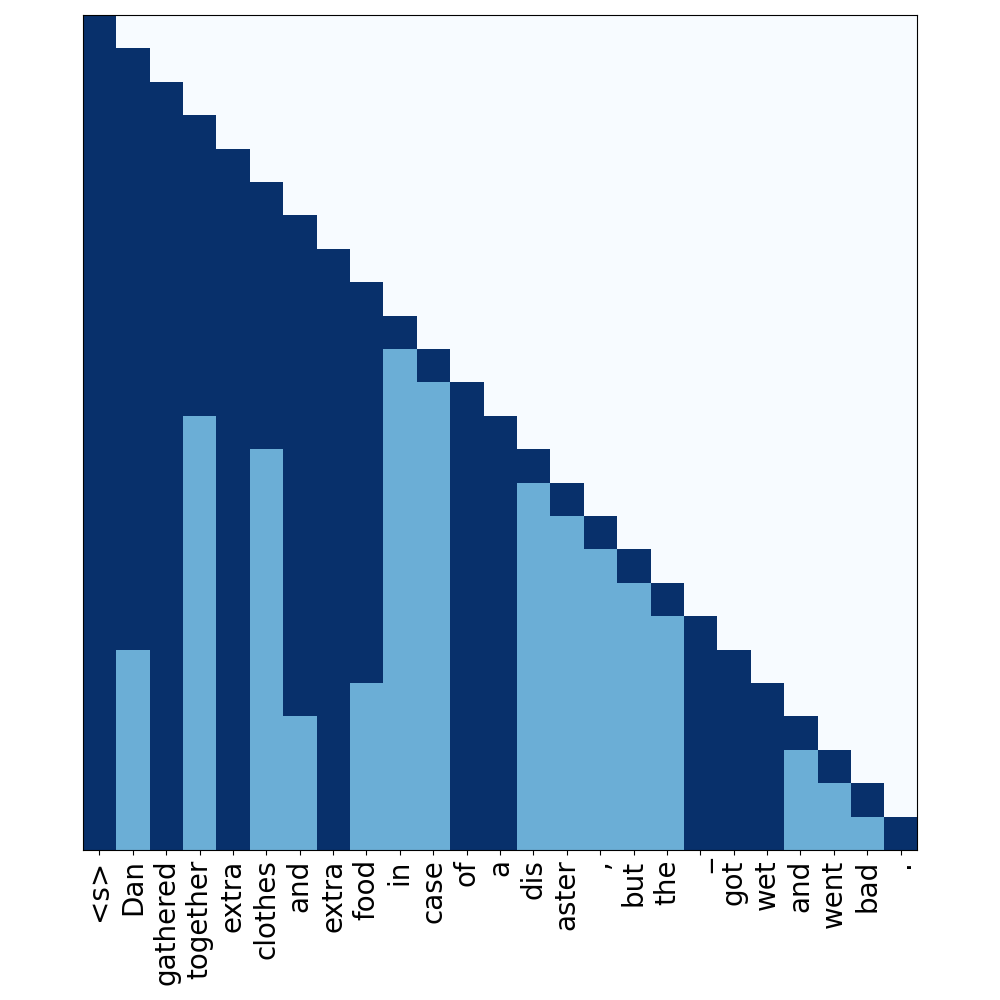 <s>
Dan
gathered
together
extra
clothes
and
extra
food
in
case
of
a
dis
aster
,
but
the
_
got
wet
and
went
bad
.